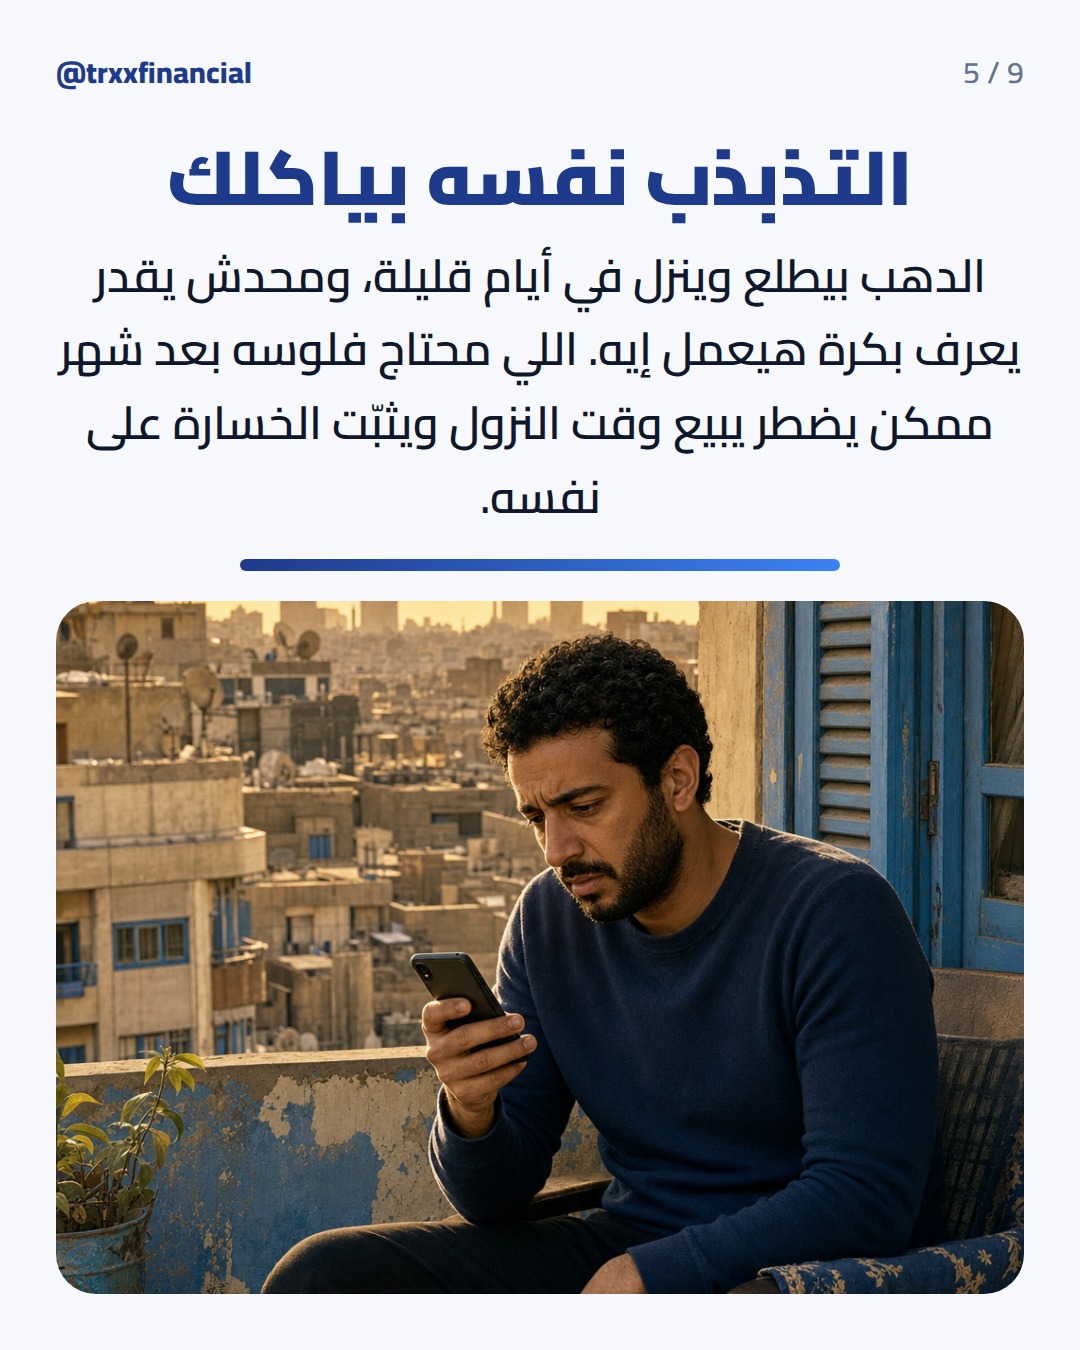 @trxxfinancial
5 / 9
التذبذب نفسه بياكلك
الدهب بيطلع وينزل في أيام قليلة، ومحدش يقدر
يعرف بكرة هيعمل إيه. اللي محتاج فلوسه بعد شهر
ممكن يضطر يبيع وقت النزول ويثبّت الخسارة على
نفسه.